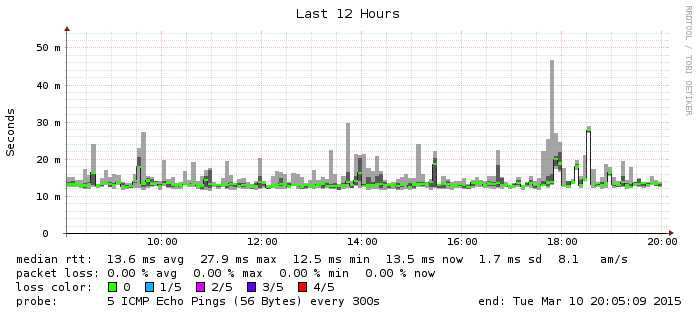 Last 12 Hours
RRDTOOL / TOBI OETIKER
Seconds
50 m
40 m
30 m
20 m
10 m
0
10:00 12:00 14:00 16:00 18:00 20:00
median rtt: 13.6 ms avg 27.9 ms max 12.5 ms min 13.5 ms now 1.7 ms sd 8.1 am/s
packet loss: 0.00 % avg 0.00 % max 0.00 % min 0.00 % now
loss color: 0 1/5 2/5 3/5 4/5
probe: 5 ICMP Echo Pings (56 Bytes) every 300s end: Tue Mar 10 20:05:09 2015